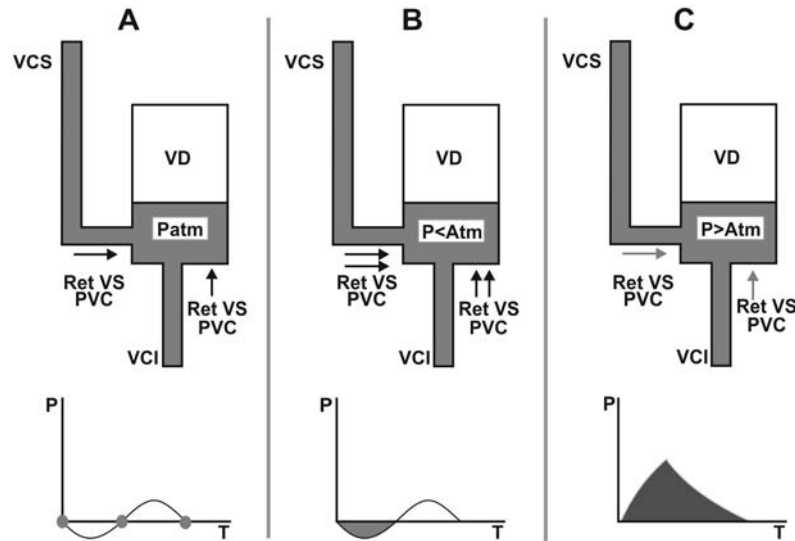 A
VCS
VD
Patm
Ret VS
PVC
Ret VS
PVC
VCI
P
T
B
VCS
VD
P<Atm
Ret VS
PVC
Ret VS
PVC
VCI
P
T
C
VCS
VD
P>Atm
Ret VS
PVC
Ret VS
PVC
VCI
P
T